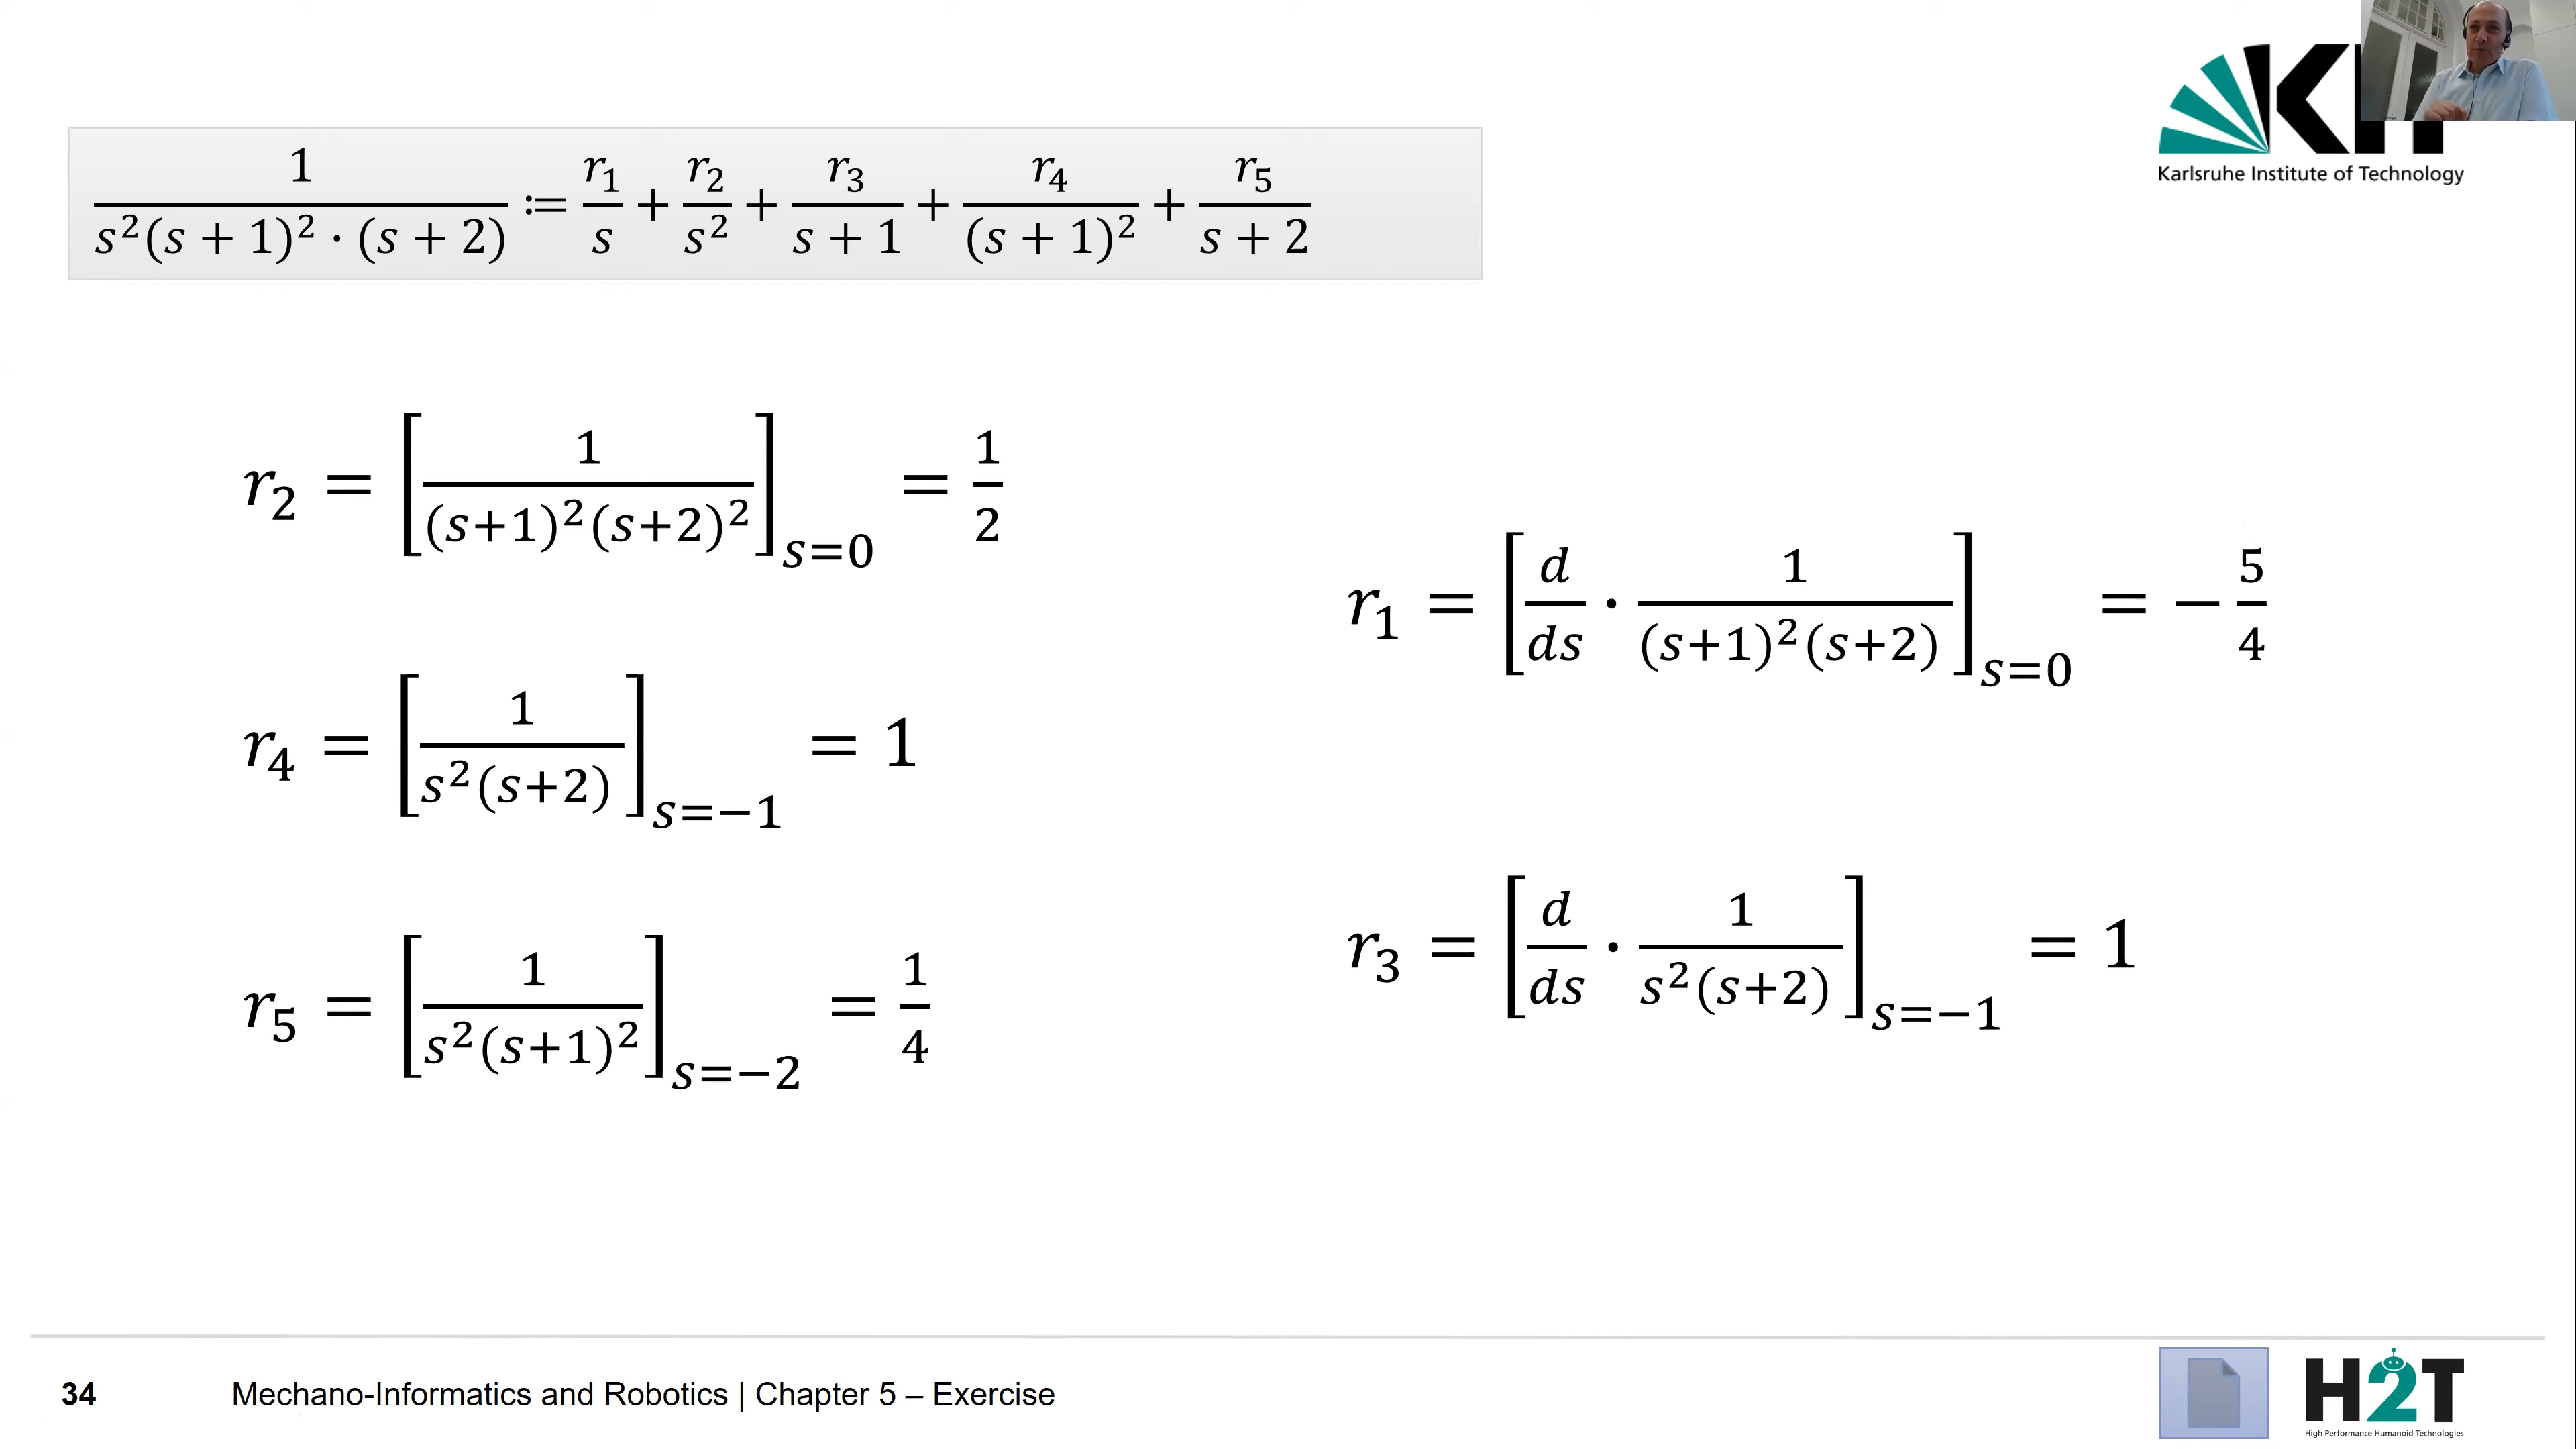 1/(s²(s + 1)² · (s + 2)) := r₁/s + r₂/s² + r₃/(s + 1) + r₄/(s + 1)² + r₅/(s + 2)
Karlsruhe Institute of Technology
r₂ = [1/((s+1)²(s+2)²)]ₛ₌₀ = 1/2
r₄ = [1/(s²(s+2))]ₛ₌₋₁ = 1
r₅ = [1/(s²(s+1)²)]ₛ₌₋₂ = 1/4
r₁ = [d/ds · 1/((s+1)²(s+2))]ₛ₌₀ = − 5/4
r₃ = [d/ds · 1/(s²(s+2))]ₛ₌₋₁ = 1
34 Mechano-Informatics and Robotics | Chapter 5 – Exercise
H2T
High Performance Humanoid Technologies